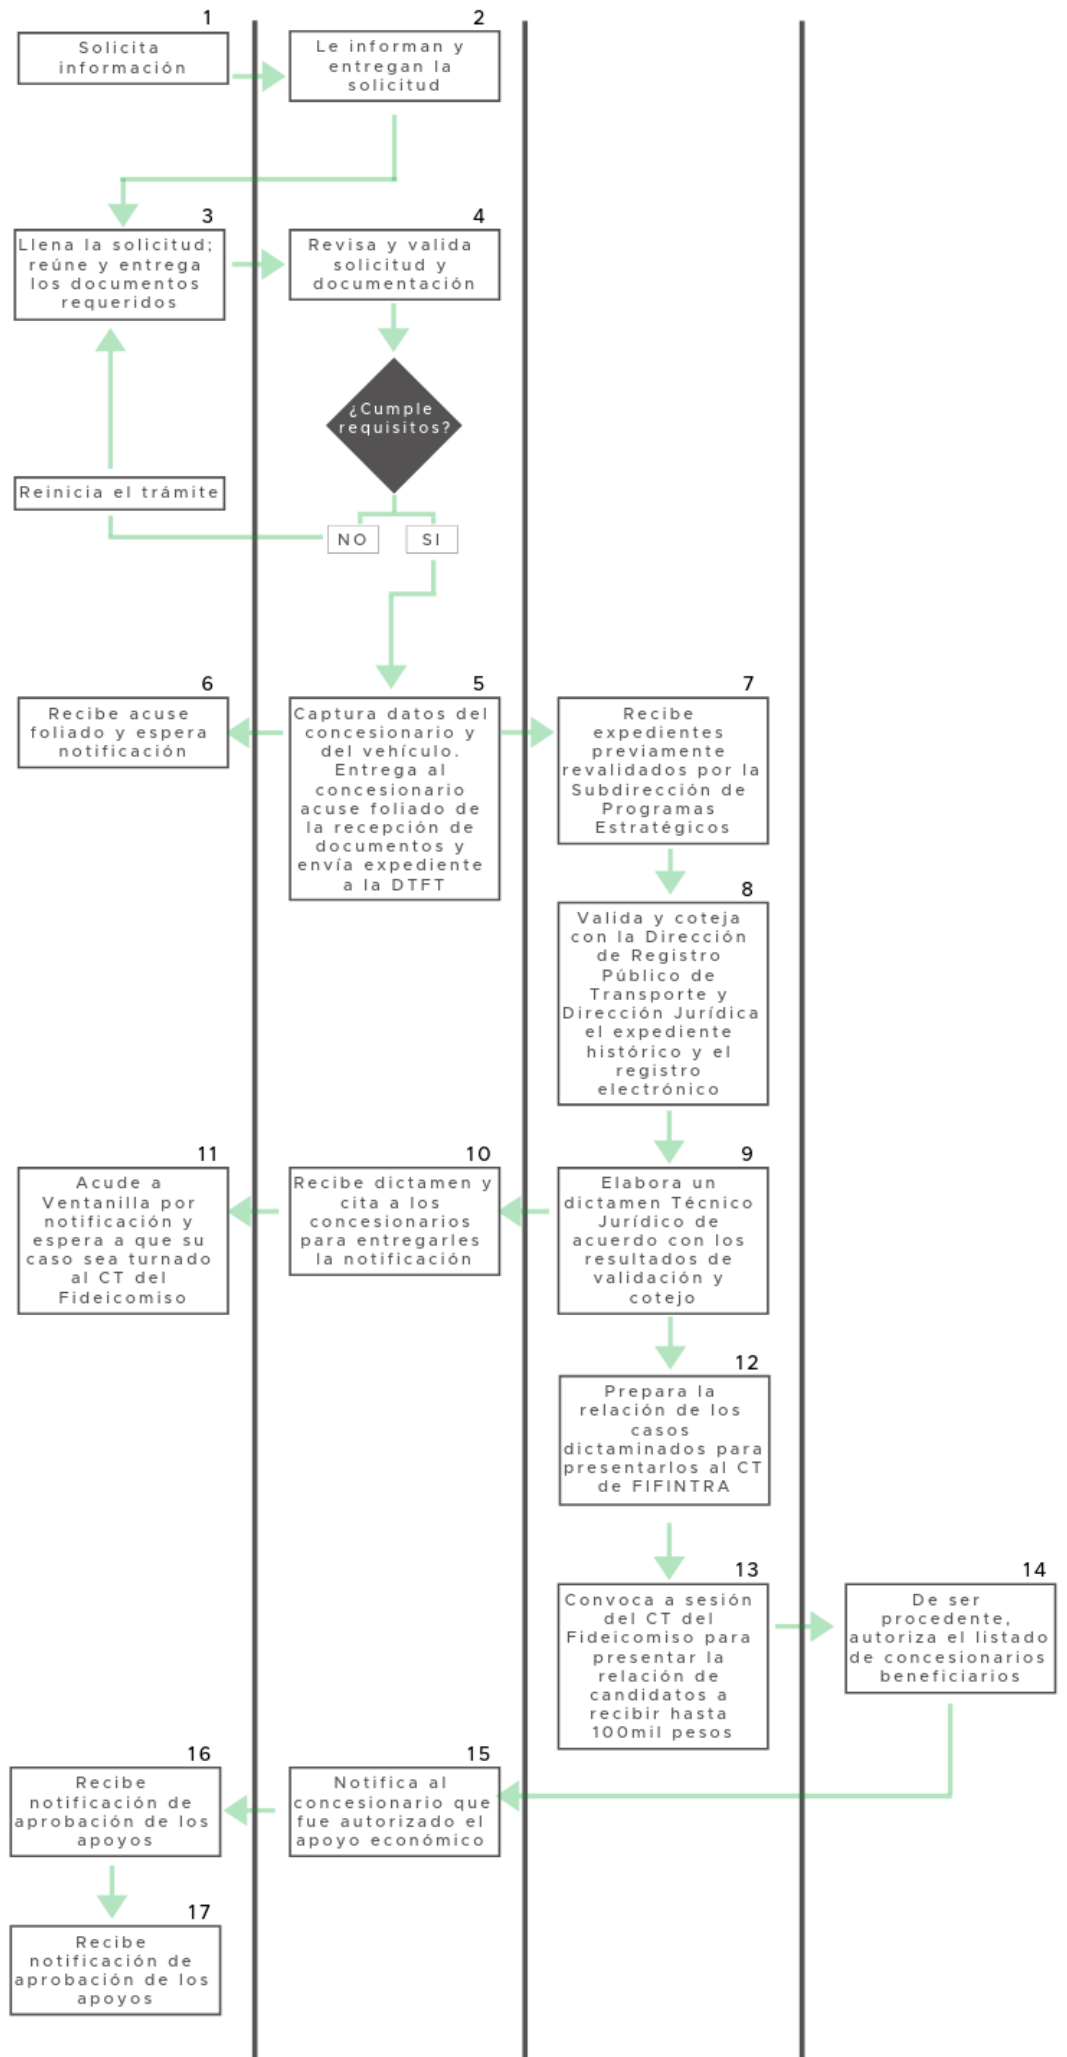 1
Solicita
información
2
Le informan y
entregan la
solicitud
3
Llena la solicitud;
reúne y entrega
los documentos
requeridos
4
Revisa y valida
solicitud y
documentación
¿Cumple
requisitos?
Reinicia el trámite
NO
SI
6
Recibe acuse
foliado y espera
notificación
5
Captura datos del
concesionario y
del vehículo.
Entrega al
concesionario
acuse foliado de
la recepción de
documentos y
envía expediente
a la DTFT
7
Recibe
expedientes
previamente
revalidados por la
Subdirección de
Programas
Estratégicos
8
Valida y coteja
con la Dirección
de Registro
Público de
Transporte y
Dirección Jurídica
el expediente
histórico y el
registro
electrónico
11
Acude a
Ventanilla por
notificación y
espera a que su
caso sea turnado
al CT del
Fideicomiso
10
Recibe dictamen y
cita a los
concesionarios
para entregarles
la notificación
9
Elabora un
dictamen Técnico
Jurídico de
acuerdo con los
resultados de
validación y
cotejo
12
Prepara la
relación de los
casos
dictaminados para
presentarlos al CT
de FIFINTRA
13
Convoca a sesión
del CT del
Fideicomiso para
presentar la
relación de
candidatos a
recibir hasta
100mil pesos
14
De ser
procedente,
autoriza el listado
de concesionarios
beneficiarios
16
Recibe
notificación de
aprobación de los
apoyos
15
Notifica al
concesionario que
fue autorizado el
apoyo económico
17
Recibe
notificación de
aprobación de los
apoyos